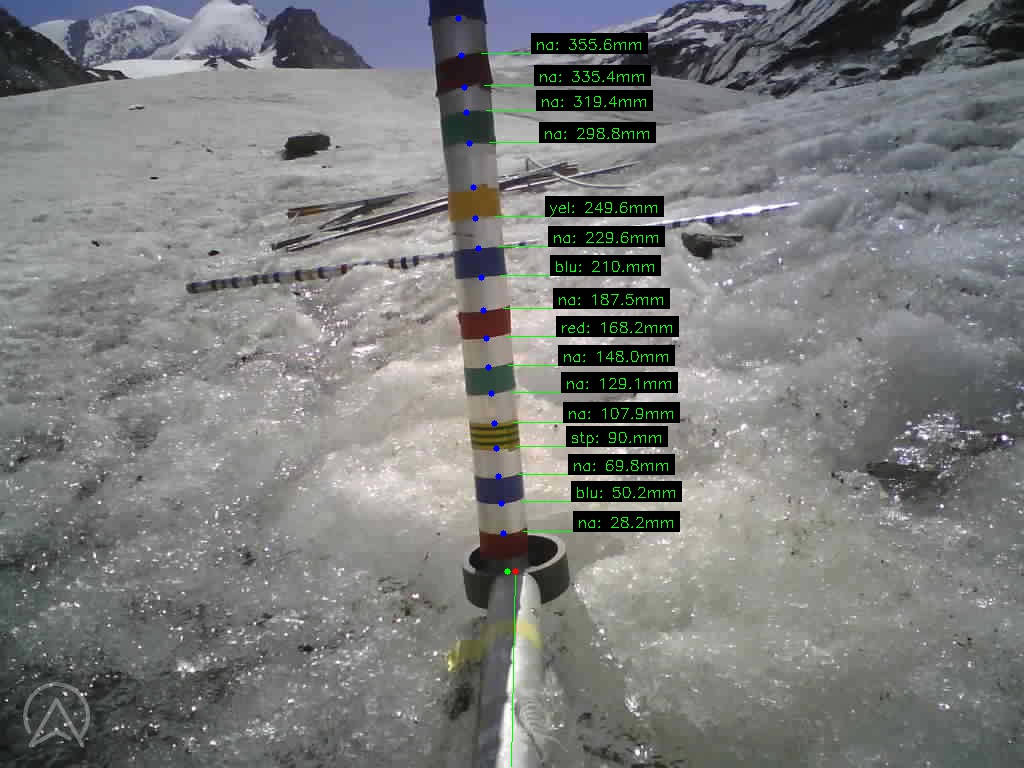 na: 355.6mm
na: 335.4mm
na: 319.4mm
na: 298.8mm
yel: 249.6mm
na: 229.6mm
blu: 210.mm
na: 187.5mm
red: 168.2mm
na: 148.0mm
na: 129.1mm
na: 107.9mm
stp: 90.mm
na: 69.8mm
blu: 50.2mm
na: 28.2mm